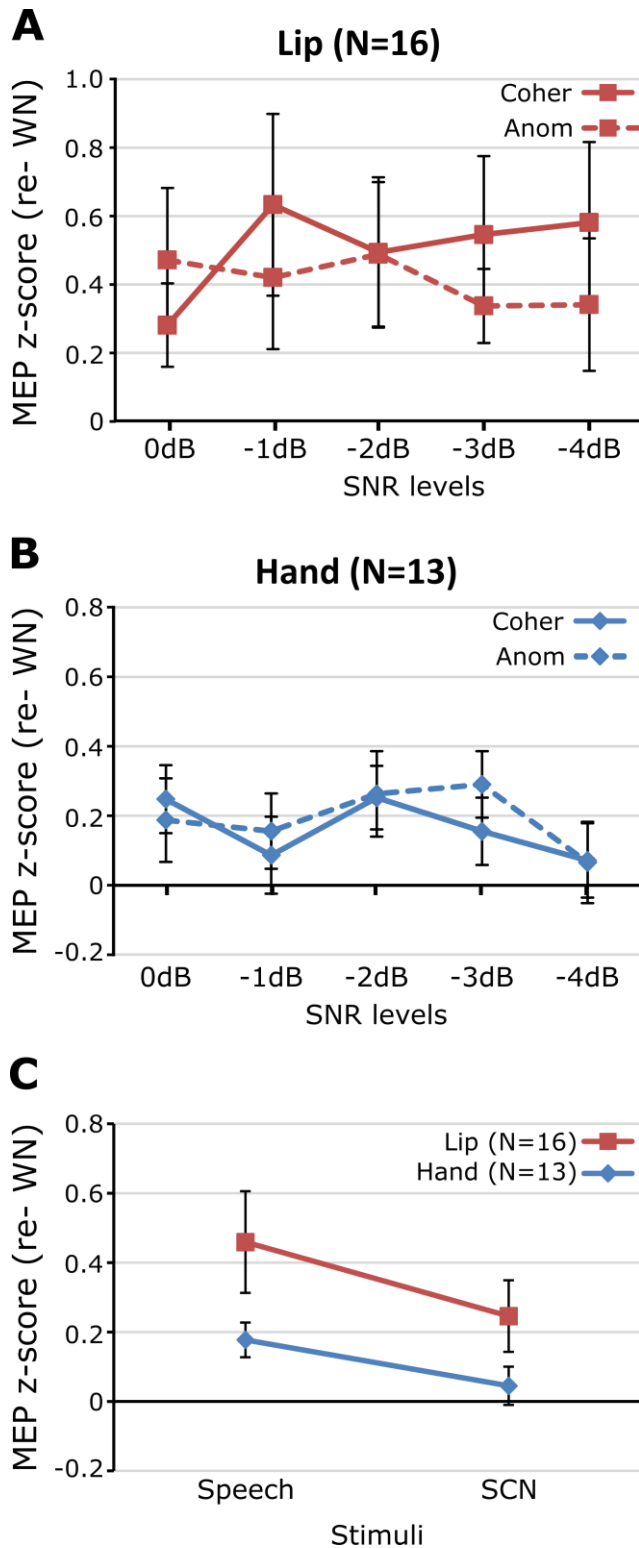 A
Lip (N=16)
MEP z-score (re- WN)
1.0
0.8
0.6
0.4
0.2
0
Coher
Anom
0dB -1dB -2dB -3dB -4dB
SNR levels
B
Hand (N=13)
MEP z-score (re- WN)
0.8
0.6
0.4
0.2
0
-0.2
Coher
Anom
0dB -1dB -2dB -3dB -4dB
SNR levels
C
MEP z-score (re- WN)
0.8
0.6
0.4
0.2
0
-0.2
Lip (N=16)
Hand (N=13)
Speech SCN
Stimuli